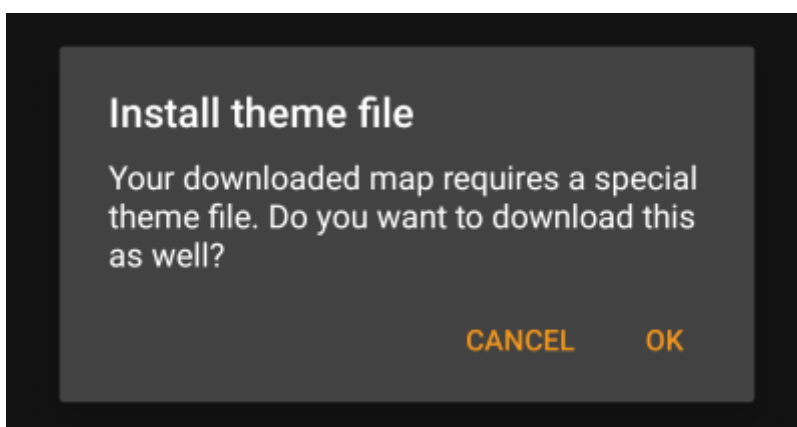 Install theme file
Your downloaded map requires a special
theme file. Do you want to download this
as well?
CANCEL OK